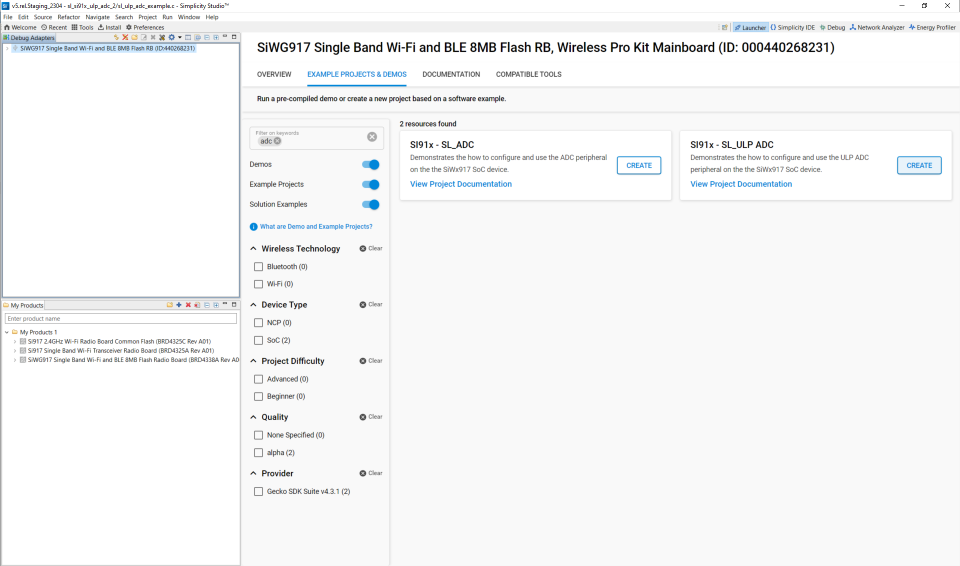 v5.rel.Staging_2304 - sl_si91x_ulp_adc_2/sl_ulp_adc_example.c - Simplicity Studio™
File Edit Source Refactor Navigate Search Project Run Window Help
Welcome Recent Tools Install Preferences
Launcher Simplicity IDE Debug Network Analyzer Energy Profiler
Debug Adapters
SiWG917 Single Band Wi-Fi and BLE 8MB Flash RB (ID:440268231)
My Products
Enter product name
My Products 1
Si917 2.4GHz Wi-Fi Radio Board Common Flash (BRD4325C Rev A01)
Si917 Single Band Wi-Fi Transceiver Radio Board (BRD4325A Rev A01)
SiWG917 Single Band Wi-Fi and BLE 8MB Flash Radio Board (BRD4338A Rev A0
SiWG917 Single Band Wi-Fi and BLE 8MB Flash RB, Wireless Pro Kit Mainboard (ID: 000440268231)
OVERVIEW EXAMPLE PROJECTS & DEMOS DOCUMENTATION COMPATIBLE TOOLS
Run a pre-compiled demo or create a new project based on a software example.
Filter on keywords
adc
Demos
Example Projects
Solution Examples
What are Demo and Example Projects?
Wireless Technology Clear
Bluetooth (0)
Wi-Fi (0)
Device Type Clear
NCP (0)
SoC (2)
Project Difficulty Clear
Advanced (0)
Beginner (0)
Quality Clear
None Specified (0)
alpha (2)
Provider Clear
Gecko SDK Suite v4.3.1 (2)
2 resources found
SI91x - SL_ADC
Demonstrates the how to configure and use the ADC peripheral
on the the SiWx917 SoC device.
View Project Documentation
CREATE
SI91x - SL_ULP ADC
Demonstrates the how to configure and use the ULP ADC
peripheral on the the SiWx917 SoC device.
View Project Documentation
CREATE